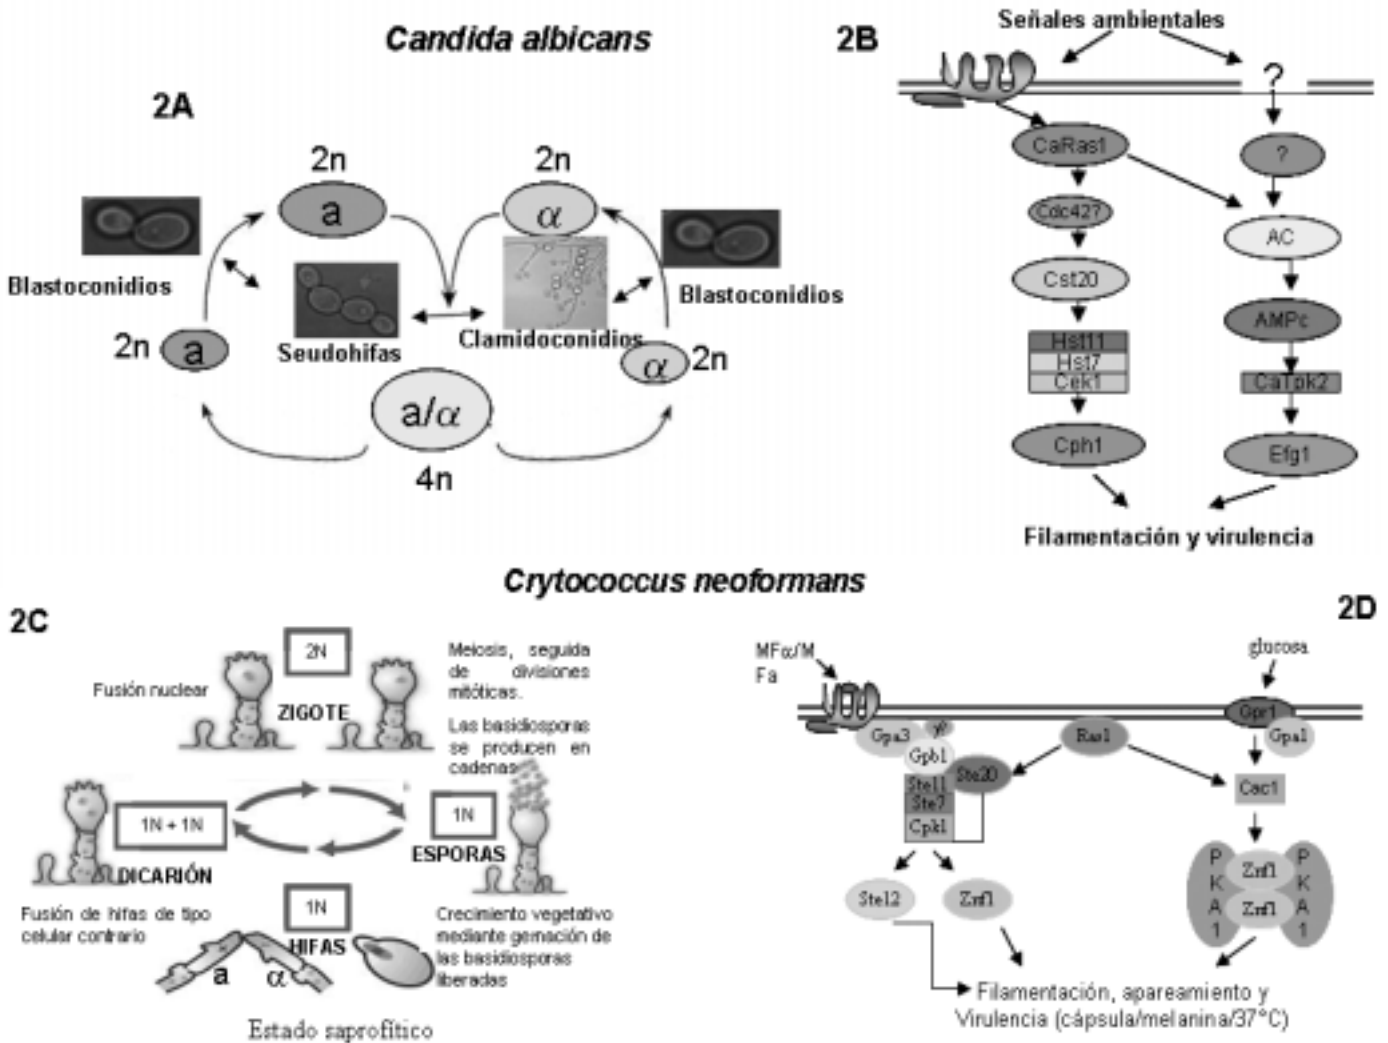 Candida albicans
2A
2n
2n
a
α
Blastoconidios
Blastoconidios
Seudohifas
Clamidoconidios
2n
a
α
2n
a/α
4n
2B
Señales ambientales
?
CaRas1
?
Cdc42?
AC
Cst20
AMPc
Hst11
Hst7
Cek1
CaTpk2
Cph1
Efg1
Filamentación y virulencia
Crytococcus neoformans
2C
2N
Fusión nuclear
ZIGOTE
Meiosis, seguida
de divisiones
mitóticas.
Las basidiosporas
se producen en
cadenas
1N + 1N
DICARIÓN
1N
ESPORAS
Fusión de hifas de tipo
celular contrario
1N
HIFAS
a
α
Crecimiento vegetativo
mediante gemación de
las basidiosporas
liberadas
Estado saprofítico
2D
MFα/M
Fa
glucosa
Gpr1
Gpa3
Gpb1
Ras1
Gpa1
Ste20
Ste11
Ste7
Cpk1
Cac1
Ste12
Znf1
PKA1
Znf1
Znf1
PKA1
Filamentación, apareamiento y
Virulencia (cápsula/melanina/37°C)